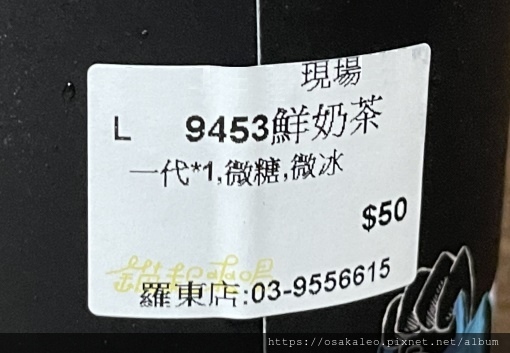 現場
L 9453鮮奶茶
一代*1,微糖,微冰
$50
羅東店:03-9556615
https://osakaleo.pixnet.net/album